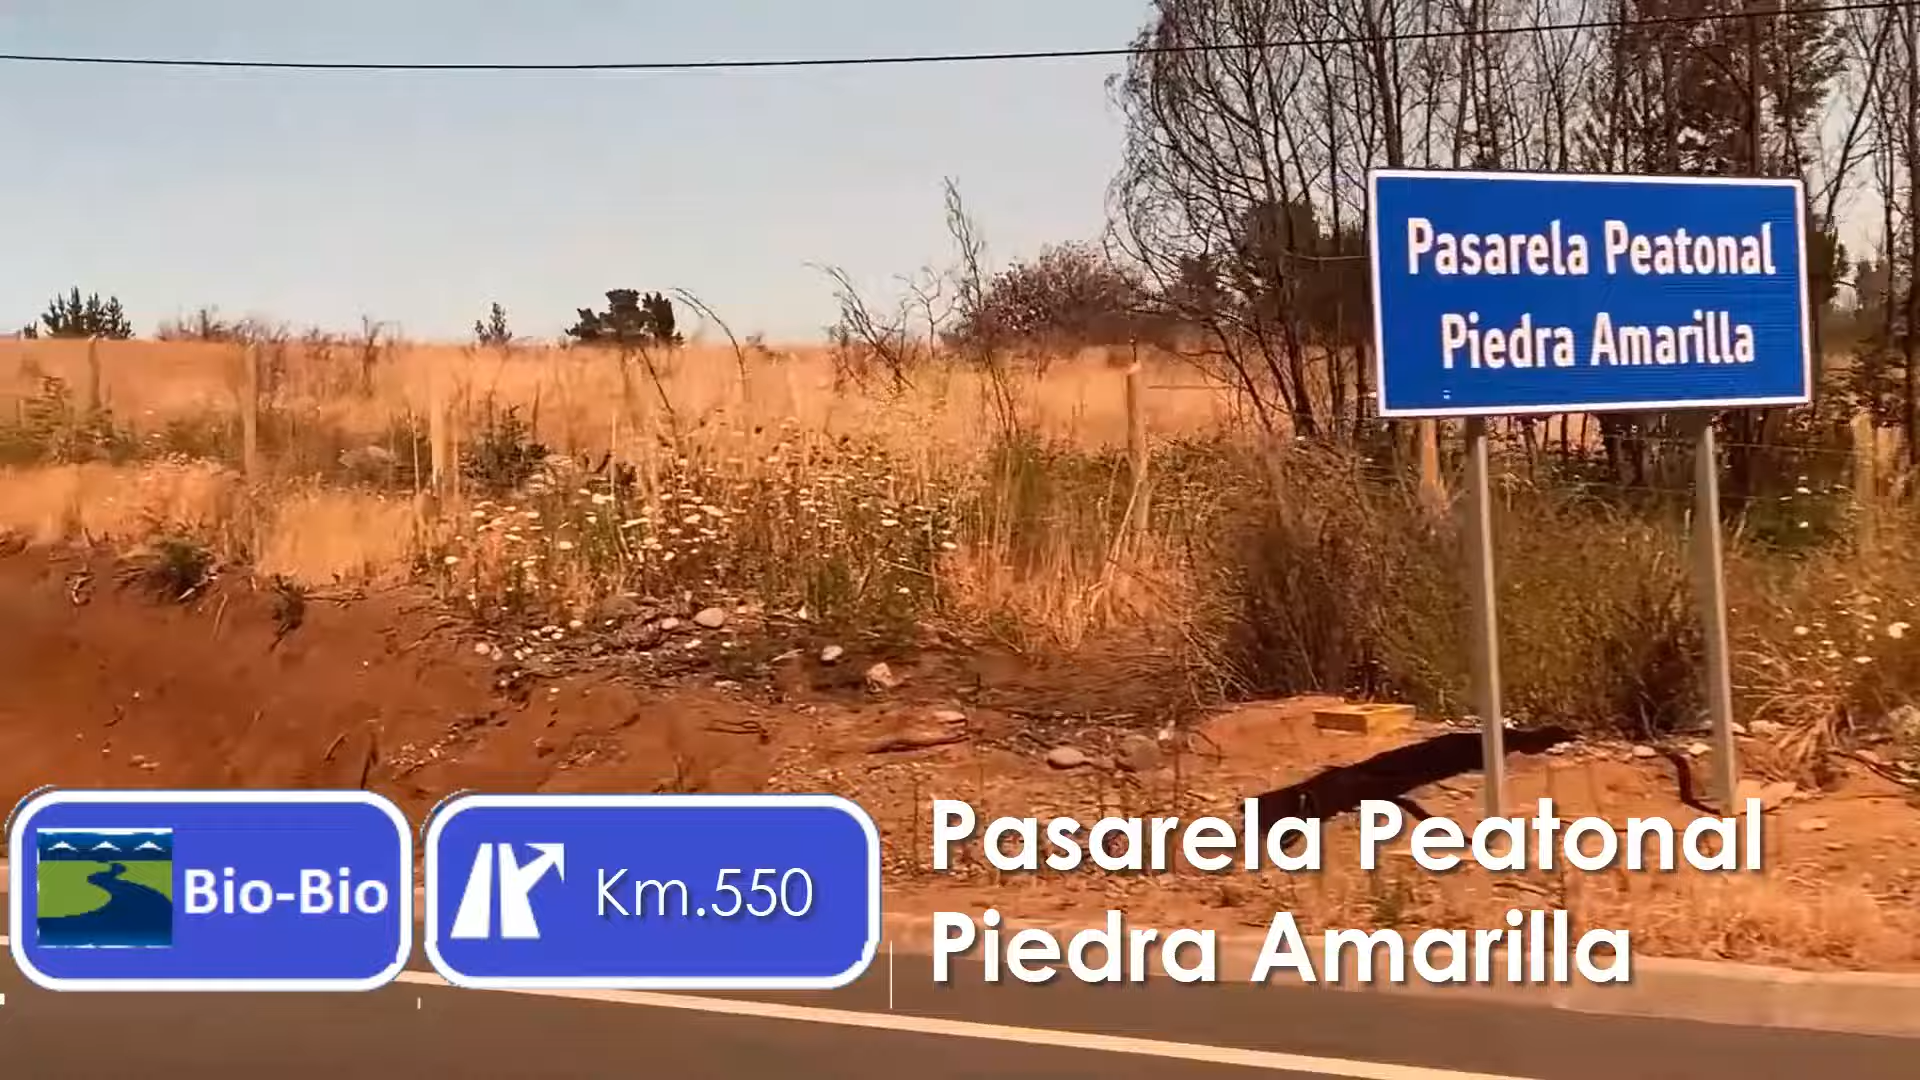 Pasarela Peatonal
Piedra Amarilla
Bio-Bio
Km.550
Pasarela Peatonal
Piedra Amarilla